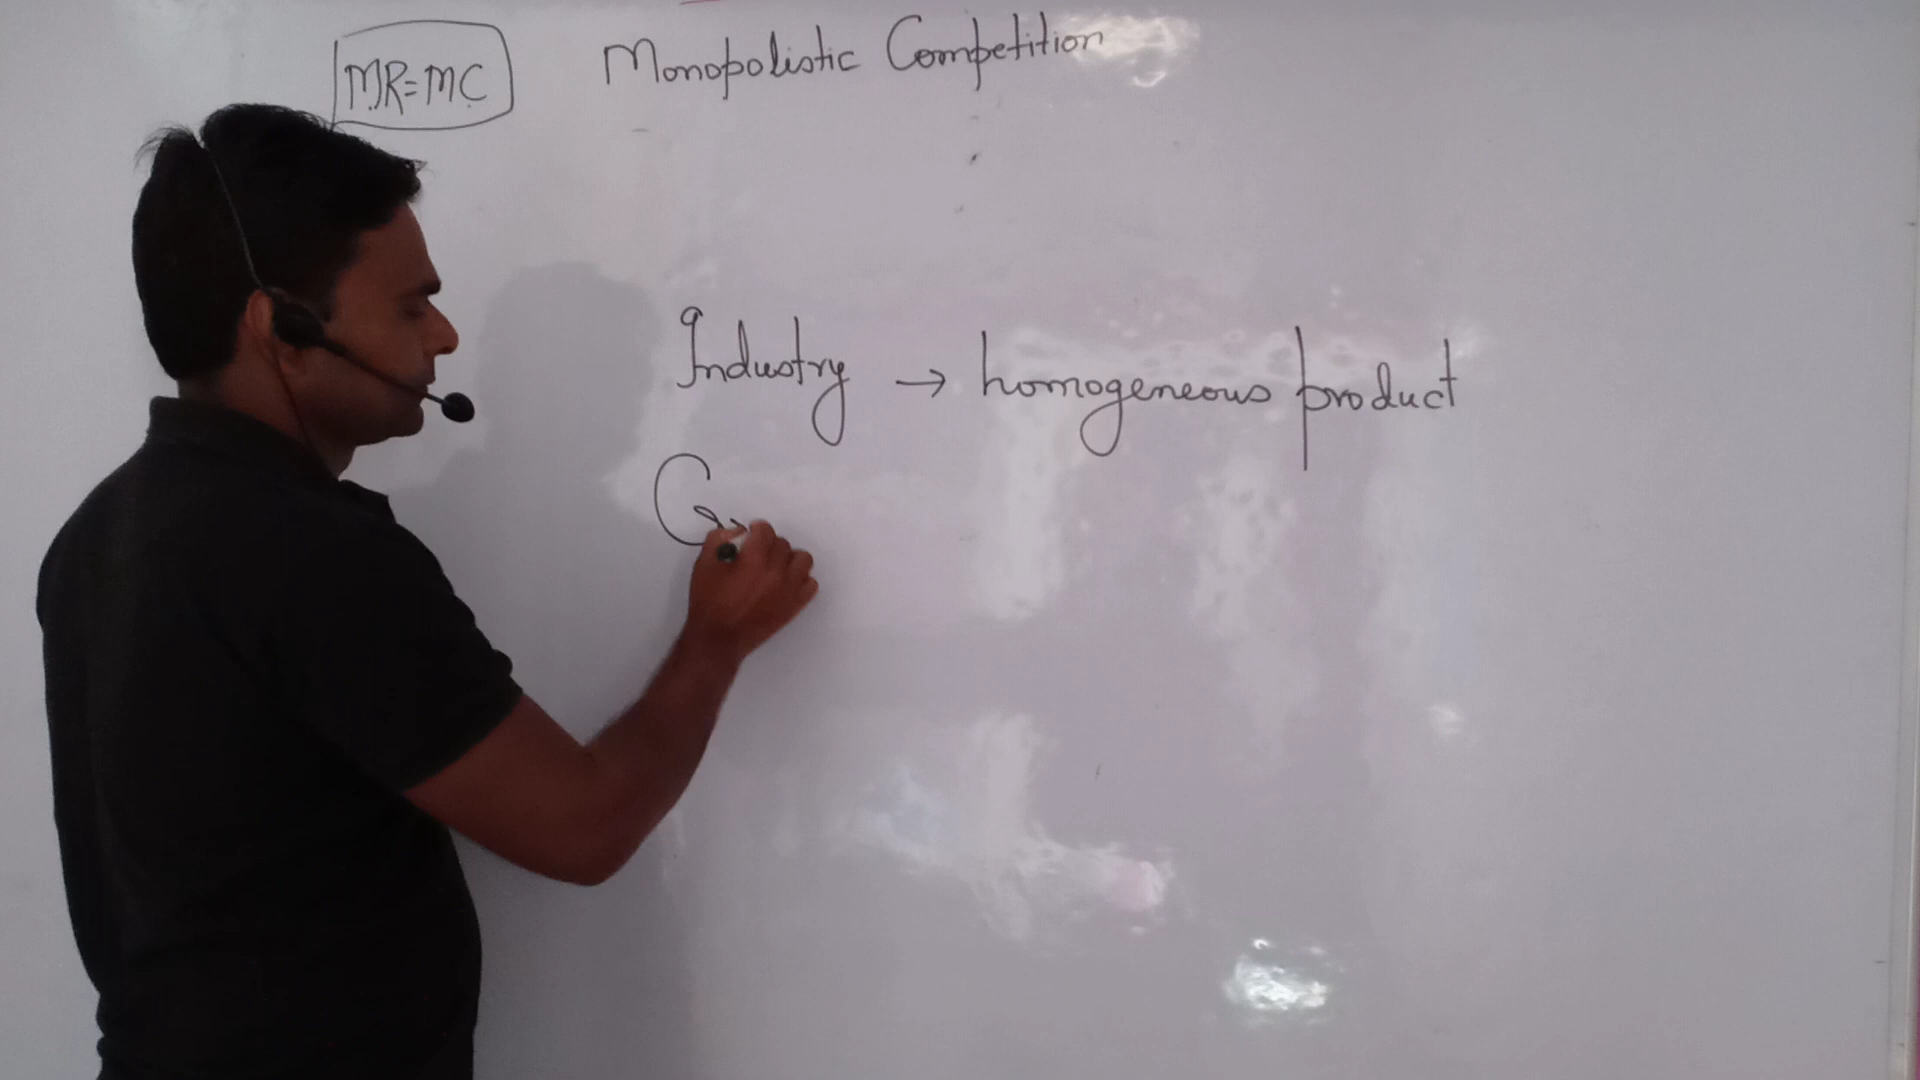 MR=MC
Monopolistic Competition
Industry → homogeneous product